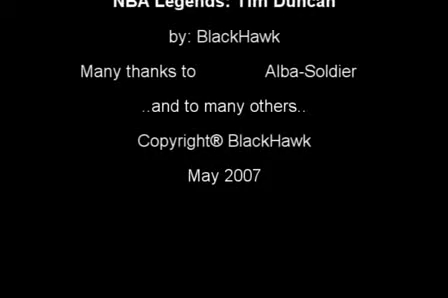 NBA Legends: Tim Duncan
by: BlackHawk
Many thanks to Alba-Soldier
..and to many others..
Copyright® BlackHawk
May 2007